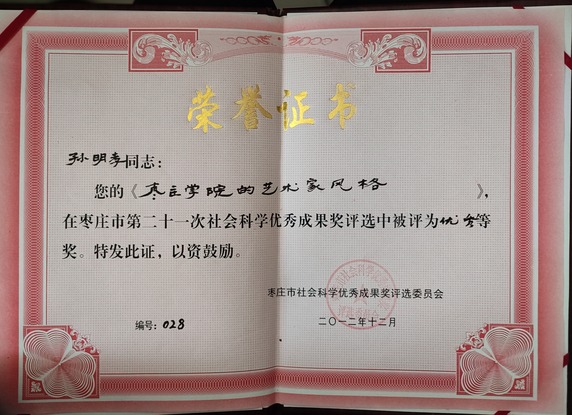 荣誉证书
孙明春同志：
您的《枣庄学院的艺术家风格》，
在枣庄市第二十一次社会科学优秀成果奖评选中被评为优秀等
奖。特发此证，以资鼓励。
枣庄市社会科学优秀成果奖评选委员会
编号：028
二〇一二年十二月